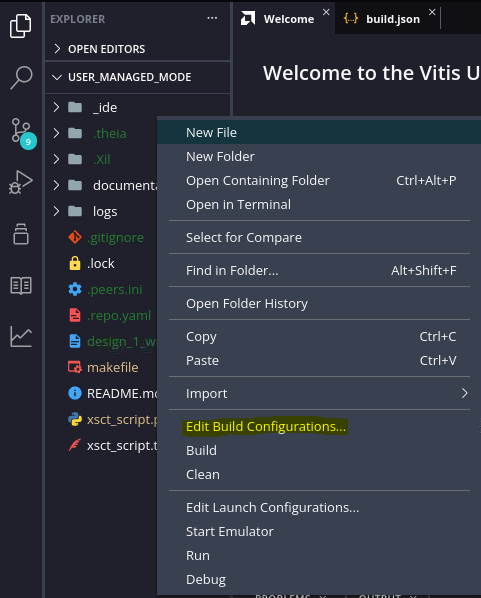 EXPLORER
Welcome
{..} build.json
OPEN EDITORS
USER_MANAGED_MODE
Welcome to the Vitis U
_ide
.theia
.Xil
documenta
logs
.gitignore
.lock
.peers.ini
.repo.yaml
design_1_w
makefile
README.md
xsct_script.p
xsct_script.t
9
New File
New Folder
Open Containing Folder Ctrl+Alt+P
Open in Terminal
Select for Compare
Find in Folder... Alt+Shift+F
Open Folder History
Copy Ctrl+C
Paste Ctrl+V
Import
Edit Build Configurations...
Build
Clean
Edit Launch Configurations...
Start Emulator
Run
Debug